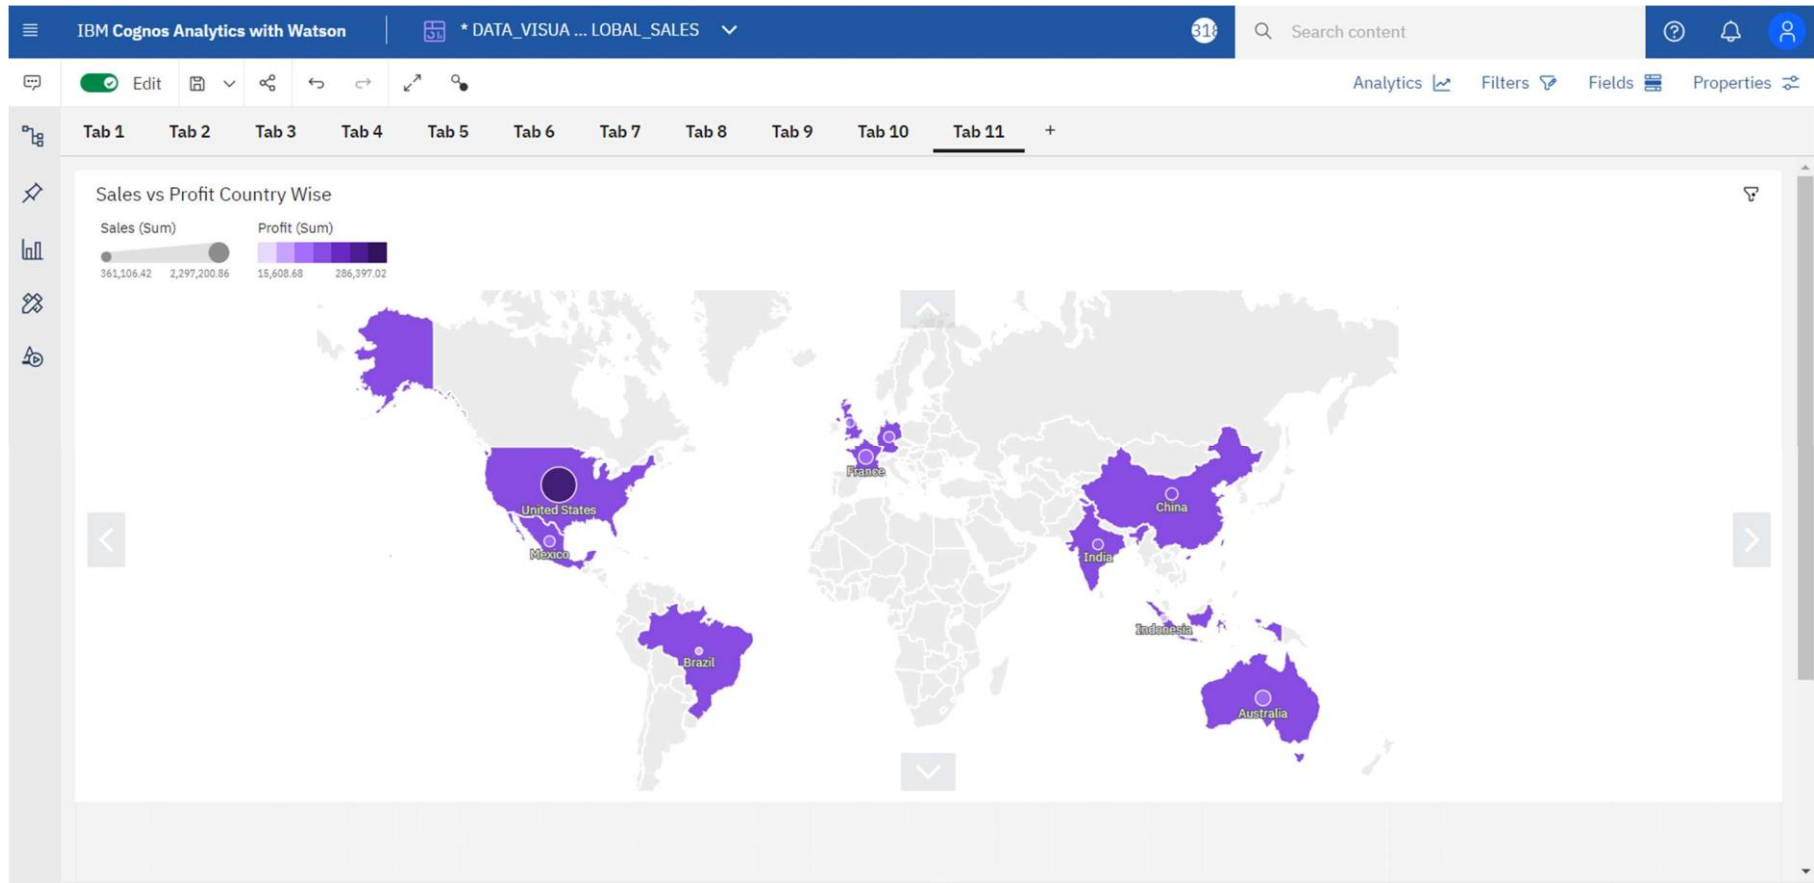 IBM Cognos Analytics with Watson
* DATA_VISUA ... LOBAL_SALES
Search content
Edit
Analytics
Filters
Fields
Properties
Tab 1 Tab 2 Tab 3 Tab 4 Tab 5 Tab 6 Tab 7 Tab 8 Tab 9 Tab 10 Tab 11 +
Sales vs Profit Country Wise
Sales (Sum) Profit (Sum)
361,106.42 2,297,200.86 15,608.68 286,397.02
France
United States
China
Mexico
India
Indonesia
Brazil
Australia